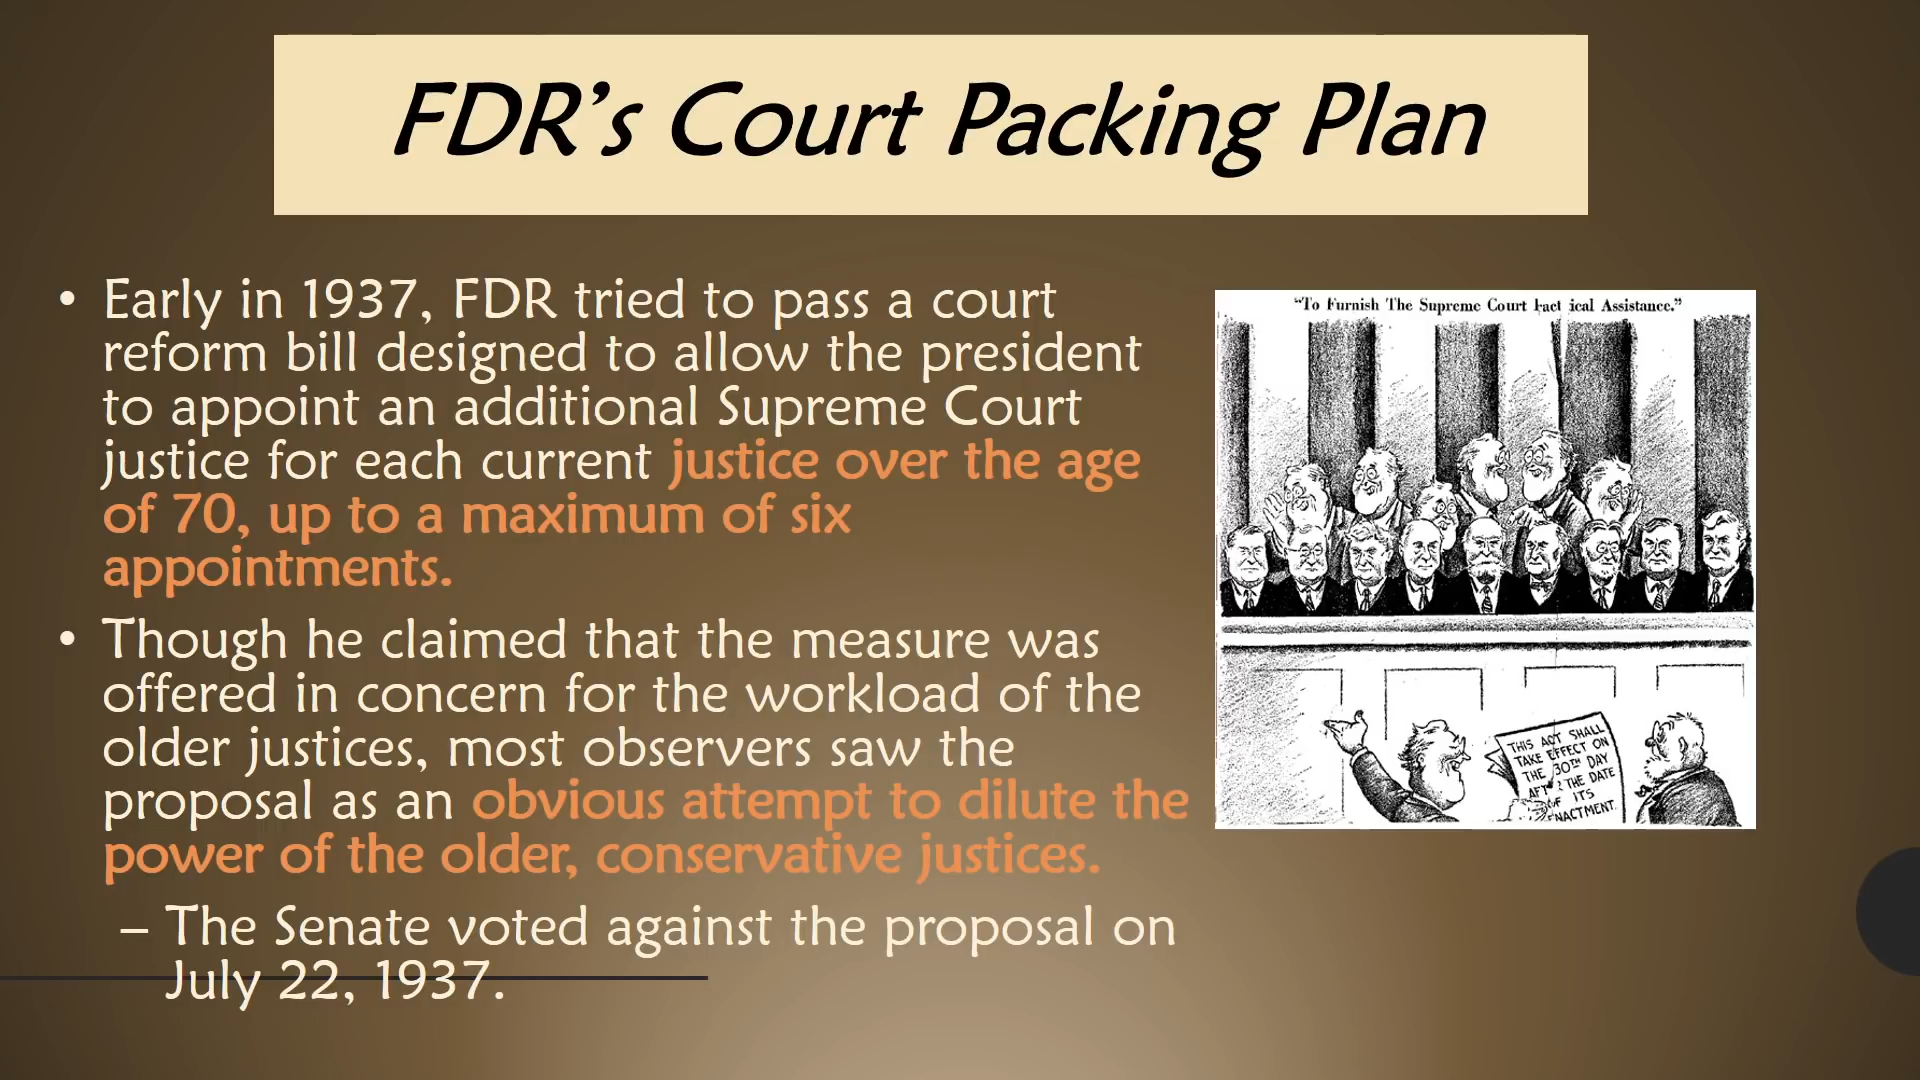 FDR's Court Packing Plan
• Early in 1937, FDR tried to pass a court
reform bill designed to allow the president
to appoint an additional Supreme Court
justice for each current justice over the age
of 70, up to a maximum of six
appointments.
• Though he claimed that the measure was
offered in concern for the workload of the
older justices, most observers saw the
proposal as an obvious attempt to dilute the
power of the older, conservative justices.
– The Senate voted against the proposal on
July 22, 1937.
"To Furnish The Supreme Court ical Assistance."
THIS ACT SHALL
TAKE EFFECT ON
THE 30TH DAY
THE DATE
OF ITS